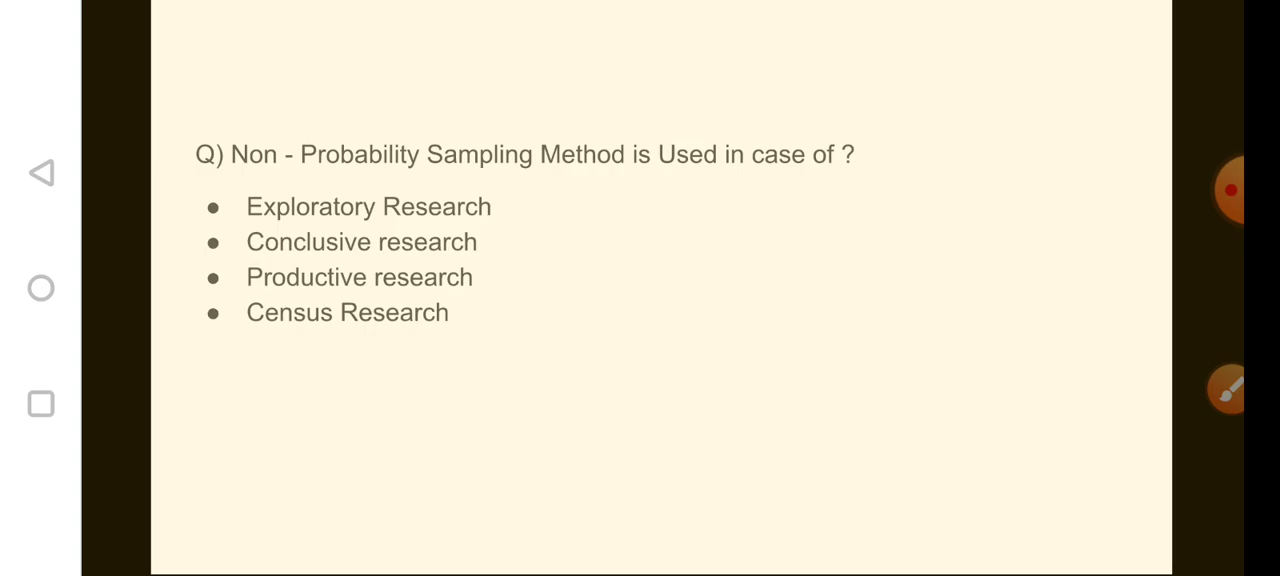 Q) Non - Probability Sampling Method is Used in case of ?
● Exploratory Research
● Conclusive research
● Productive research
● Census Research